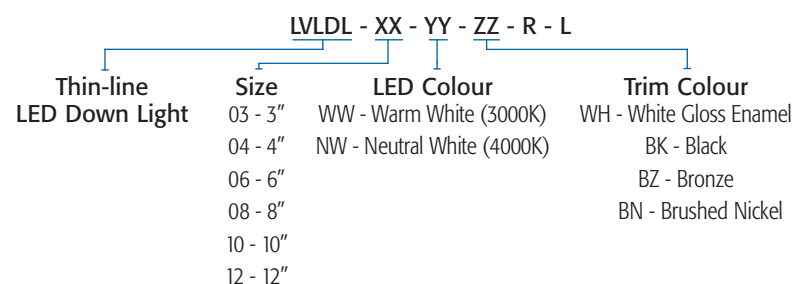 LVLDL - XX - YY - ZZ - R - L
Thin-line Size LED Colour Trim Colour
LED Down Light 03 - 3" WW - Warm White (3000K) WH - White Gloss Enamel
04 - 4" NW - Neutral White (4000K) BK - Black
06 - 6" BZ - Bronze
08 - 8" BN - Brushed Nickel
10 - 10"
12 - 12"